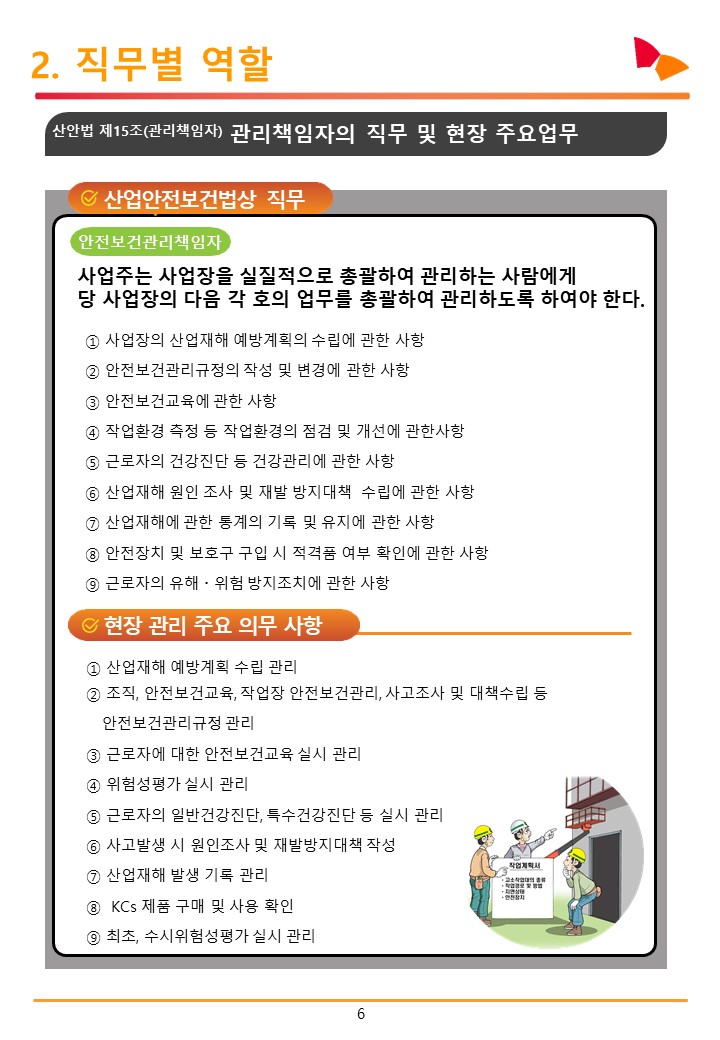 2. 직무별 역할
산안법 제15조(관리책임자) 관리책임자의 직무 및 현장 주요업무
산업안전보건법상 직무
안전보건관리책임자
사업주는 사업장을 실질적으로 총괄하여 관리하는 사람에게
당 사업장의 다음 각 호의 업무를 총괄하여 관리하도록 하여야 한다.
① 사업장의 산업재해 예방계획의 수립에 관한 사항
② 안전보건관리규정의 작성 및 변경에 관한 사항
③ 안전보건교육에 관한 사항
④ 작업환경 측정 등 작업환경의 점검 및 개선에 관한사항
⑤ 근로자의 건강진단 등 건강관리에 관한 사항
⑥ 산업재해 원인 조사 및 재발 방지대책 수립에 관한 사항
⑦ 산업재해에 관한 통계의 기록 및 유지에 관한 사항
⑧ 안전장치 및 보호구 구입 시 적격품 여부 확인에 관한 사항
⑨ 근로자의 유해・위험 방지조치에 관한 사항
현장 관리 주요 의무 사항
① 산업재해 예방계획 수립 관리
② 조직, 안전보건교육, 작업장 안전보건관리, 사고조사 및 대책수립 등
안전보건관리규정 관리
③ 근로자에 대한 안전보건교육 실시 관리
④ 위험성평가 실시 관리
⑤ 근로자의 일반건강진단, 특수건강진단 등 실시 관리
⑥ 사고발생 시 원인조사 및 재발방지대책 작성
⑦ 산업재해 발생 기록 관리
⑧ KCs 제품 구매 및 사용 확인
⑨ 최초, 수시위험성평가 실시 관리
작업계획서
· 고소작업대의 종류
· 작업경로 및 방법
· 지면상태
· 안전장치
6